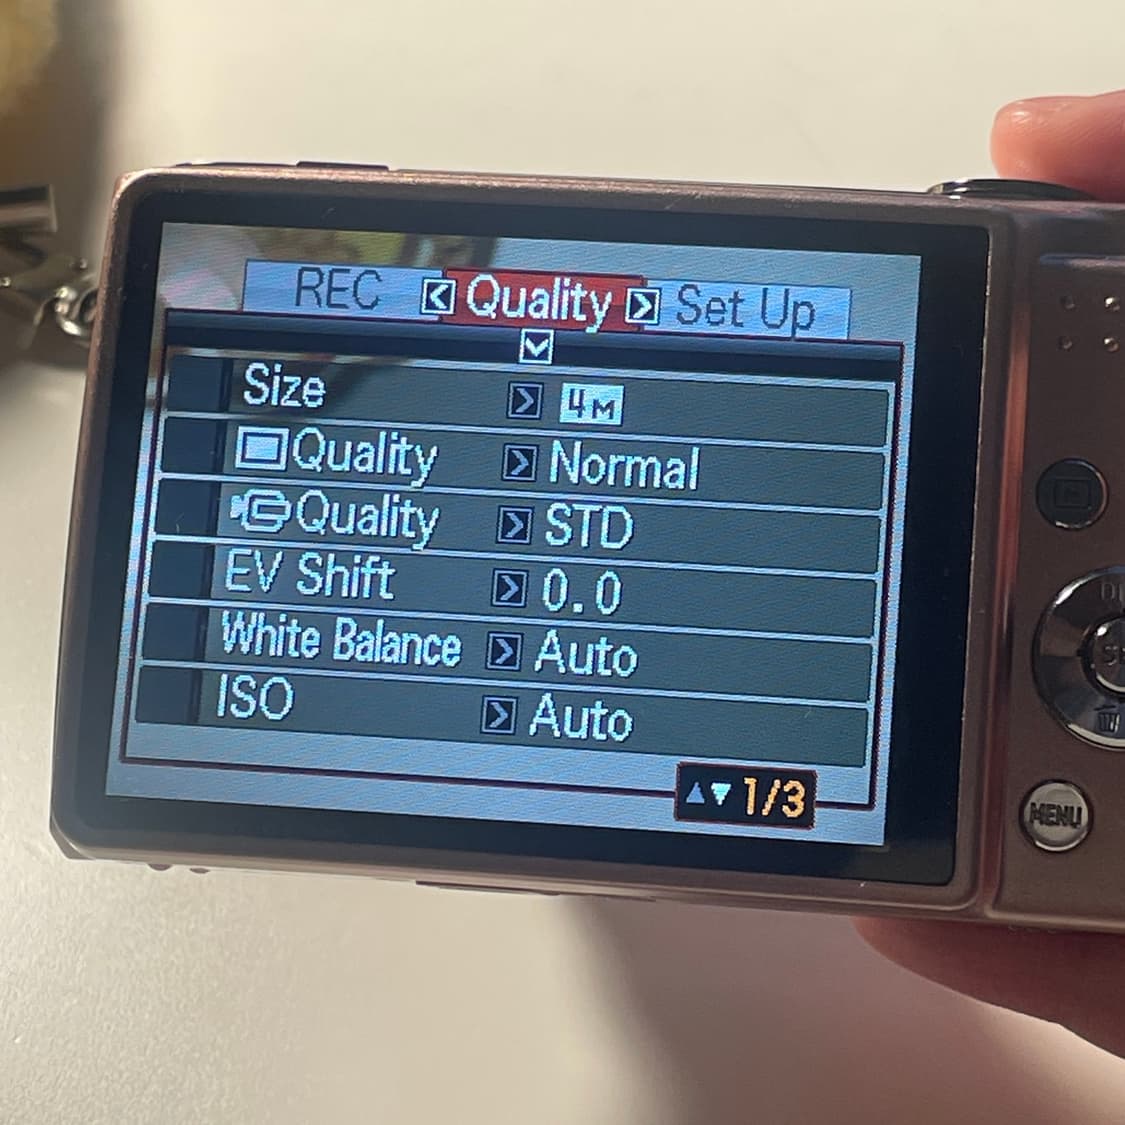 REC Quality Set Up
Size 4M
Quality Normal
Quality STD
EV Shift 0.0
White Balance Auto
ISO Auto
1/3
MENU